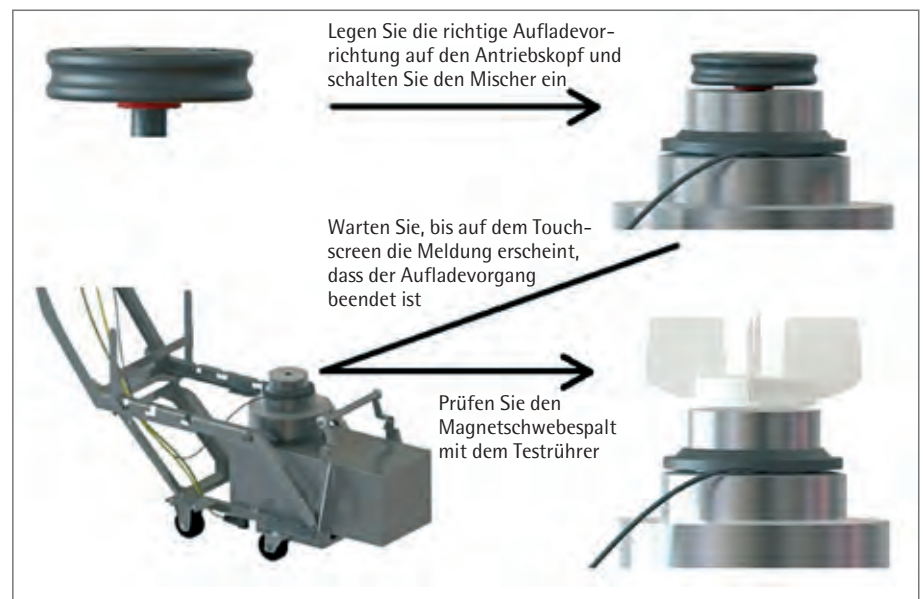 Legen Sie die richtige Aufladevor-
richtung auf den Antriebskopf und
schalten Sie den Mischer ein
Warten Sie, bis auf dem Touch-
screen die Meldung erscheint,
dass der Aufladevorgang
beendet ist
Prüfen Sie den
Magnetschwebespalt
mit dem Testrührer